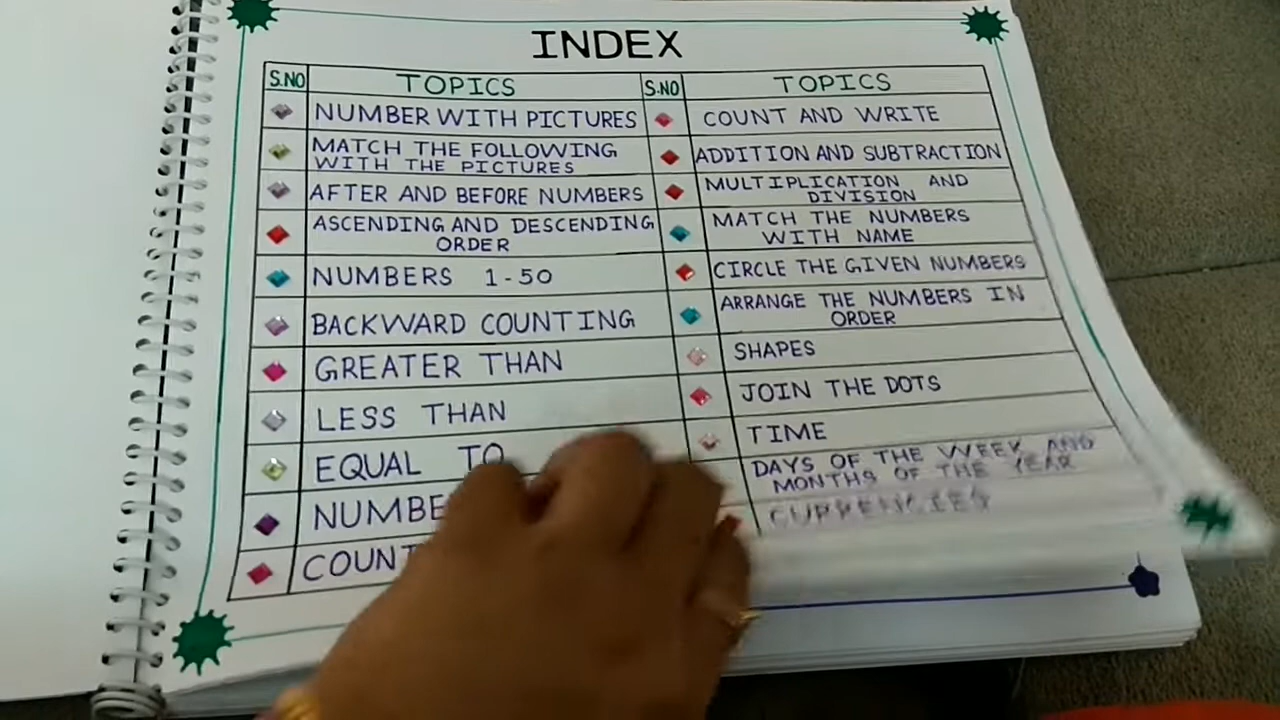 INDEX
S.NO TOPICS S.NO TOPICS
NUMBER WITH PICTURES
MATCH THE FOLLOWING
WITH THE PICTURES
AFTER AND BEFORE NUMBERS
ASCENDING AND DESCENDING
ORDER
NUMBERS 1-50
BACKWARD COUNTING
GREATER THAN
LESS THAN
EQUAL TO
COUNT AND WRITE
ADDITION AND SUBTRACTION
MULTIPLICATION AND
DIVISION
MATCH THE NUMBERS
WITH NAME
CIRCLE THE GIVEN NUMBERS
ARRANGE THE NUMBERS IN
ORDER
SHAPES
JOIN THE DOTS
TIME
DAYS OF THE WEEK AND
MONTHS OF THE YEAR
CURRENCIES